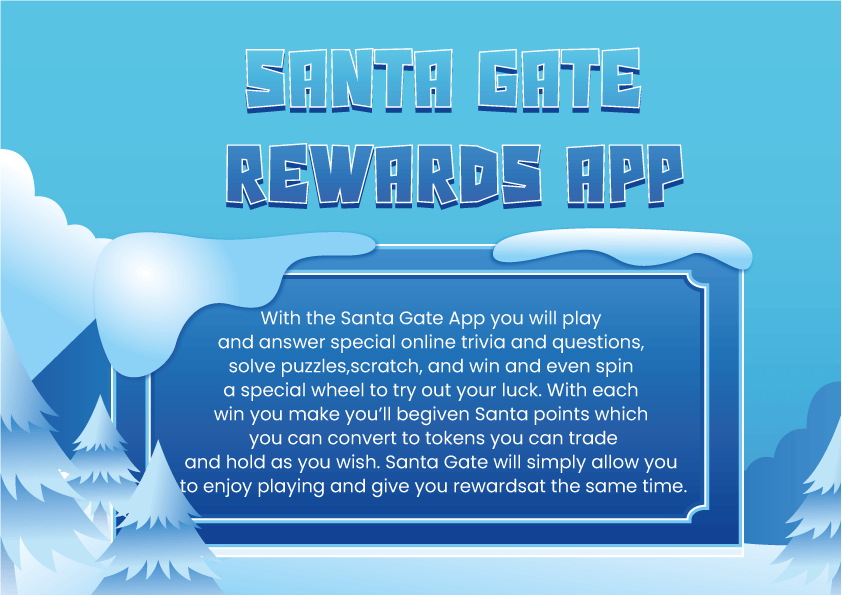 SANTA GATE
REWARDS APP
With the Santa Gate App you will play
and answer special online trivia and questions,
solve puzzles,scratch, and win and even spin
a special wheel to try out your luck. With each
win you make you’ll begiven Santa points which
you can convert to tokens you can trade
and hold as you wish. Santa Gate will simply allow you
to enjoy playing and give you rewardsat the same time.